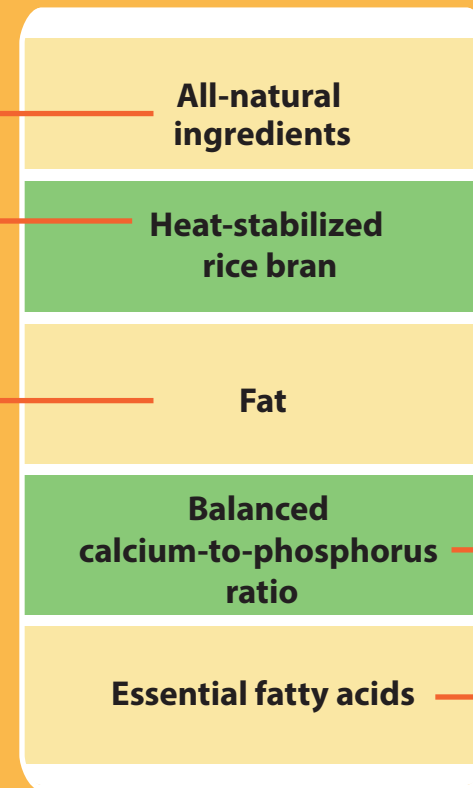 All-natural
ingredients
Heat-stabilized
rice bran
Fat
Balanced
calcium-to-phosphorus
ratio
Essential fatty acids